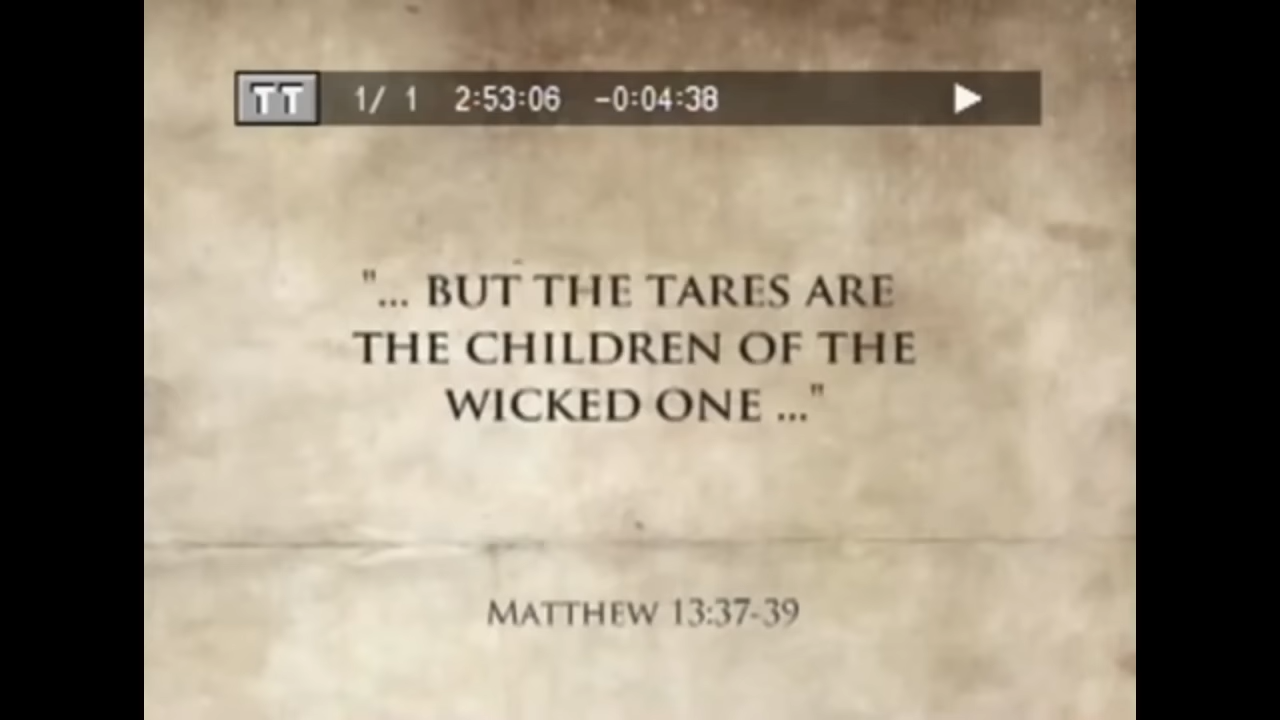 TT 1/ 1 2:53:06 -0:04:38
"... BUT THE TARES ARE
THE CHILDREN OF THE
WICKED ONE ..."
MATTHEW 13:37-39